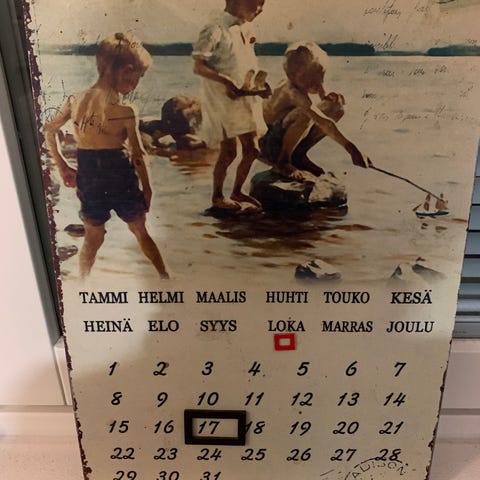 TAMMI HELMI MAALIS HUHTI TOUKO KESÄ
HEINÄ ELO SYYS LOKA MARRAS JOULU
1 2 3 4 5 6 7
8 9 10 11 12 13 14
15 16 17 18 19 20 21
22 23 24 25 26 27 28
29 30 31